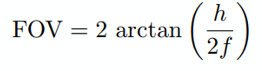 FOV = 2 arctan (h / 2f)